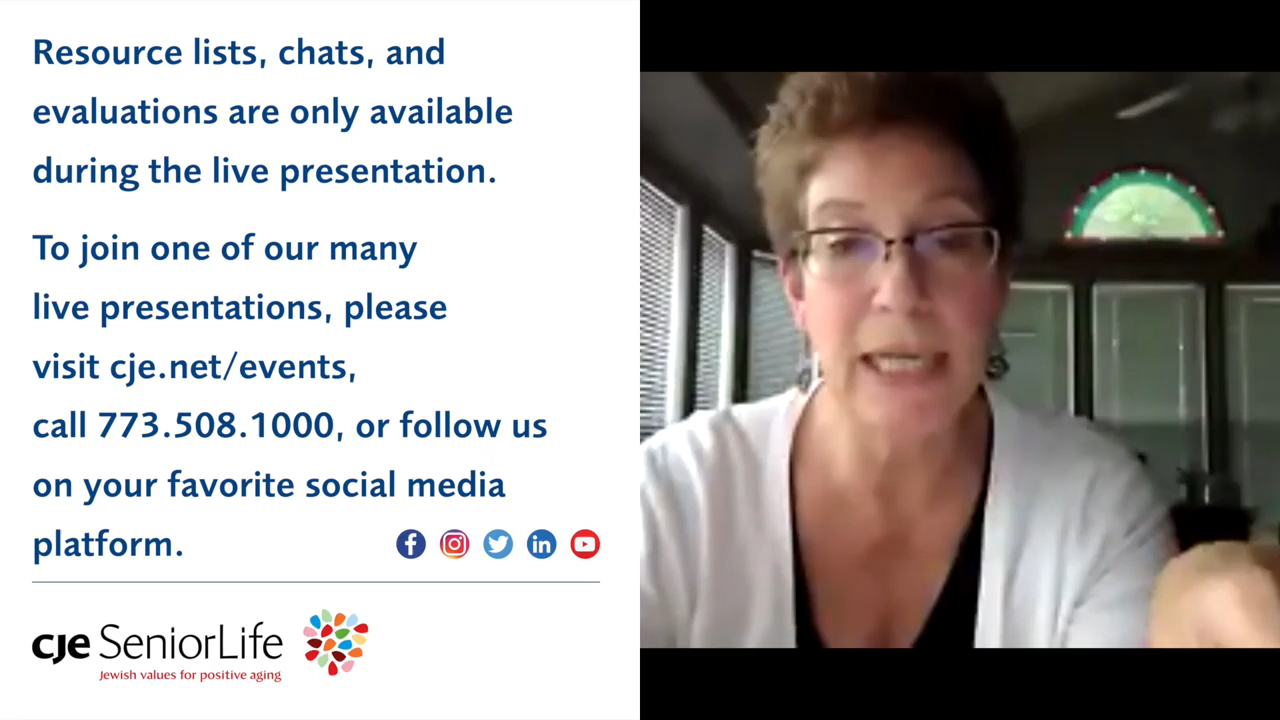 Resource lists, chats, and
evaluations are only available
during the live presentation.
To join one of our many
live presentations, please
visit cje.net/events,
call 773.508.1000, or follow us
on your favorite social media
platform.
cje SeniorLife
Jewish values for positive aging